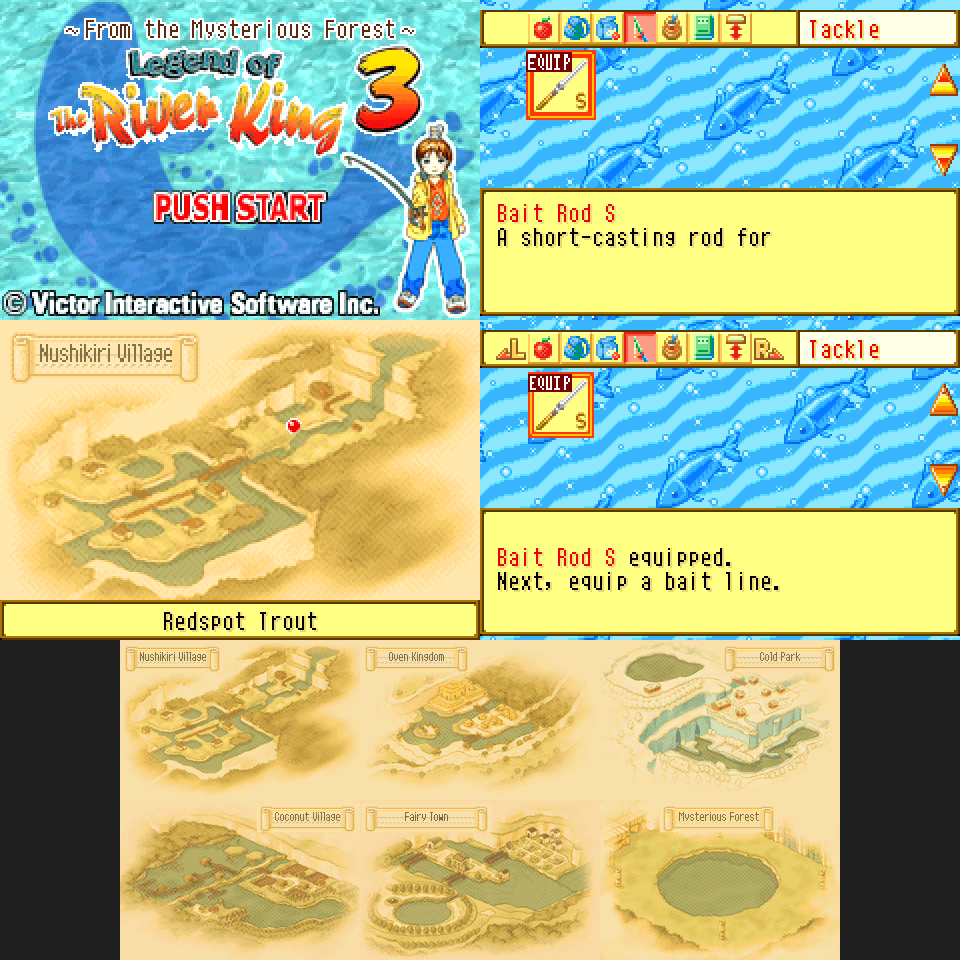 ~From the Mysterious Forest~
Legend of
The River King 3
PUSH START
© Victor Interactive Software Inc.
Tackle
EQUIP
S
Bait Rod S
A short-casting rod for
Nushikiri Village
Redspot Trout
L
R
Tackle
EQUIP
S
Bait Rod S equipped.
Next, equip a bait line.
Nushikiri Village
Oven Kingdom
Cold Park
Coconut Village
Fairy Town
Mysterious Forest